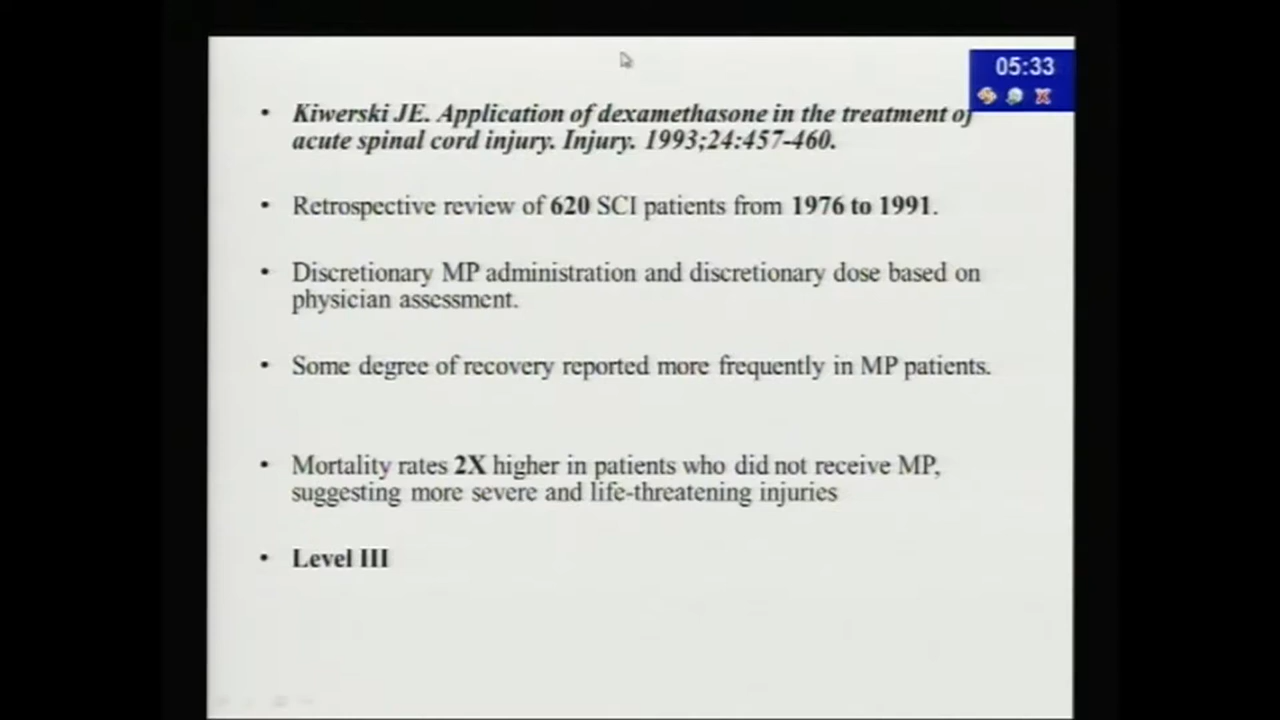 05:33
• Kiwerski JE. Application of dexamethasone in the treatment of
acute spinal cord injury. Injury. 1993;24:457-460.
• Retrospective review of 620 SCI patients from 1976 to 1991.
• Discretionary MP administration and discretionary dose based on
physician assessment.
• Some degree of recovery reported more frequently in MP patients.
• Mortality rates 2X higher in patients who did not receive MP,
suggesting more severe and life-threatening injuries
• Level III